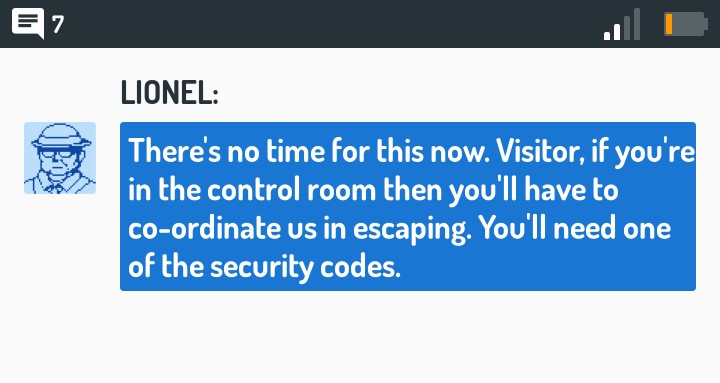 7
LIONEL:
There's no time for this now. Visitor, if you're
in the control room then you'll have to
co-ordinate us in escaping. You'll need one
of the security codes.